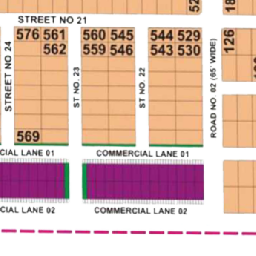 52
18
STREET NO 21
576 561
560 545
544 529
126
562
559 546
543 530
STREET NO 24
ST NO. 23
ST NO. 22
ROAD NO 02 (65' WIDE)
569
CIAL LANE 01
COMMERCIAL LANE 01
CIAL LANE 02
COMMERCIAL LANE 02